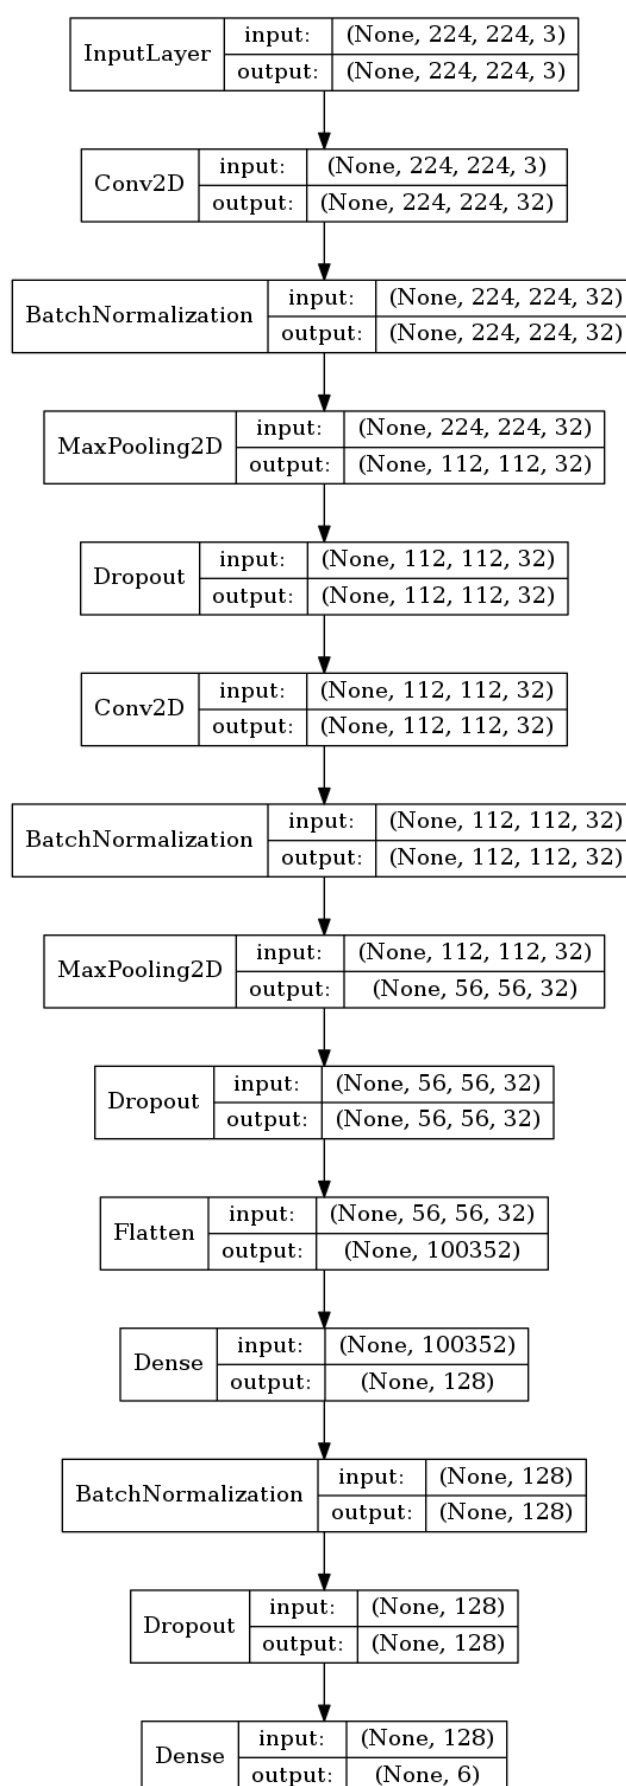 InputLayer
input: (None, 224, 224, 3)
output: (None, 224, 224, 3)
Conv2D
input: (None, 224, 224, 3)
output: (None, 224, 224, 32)
BatchNormalization
input: (None, 224, 224, 32)
output: (None, 224, 224, 32)
MaxPooling2D
input: (None, 224, 224, 32)
output: (None, 112, 112, 32)
Dropout
input: (None, 112, 112, 32)
output: (None, 112, 112, 32)
Conv2D
input: (None, 112, 112, 32)
output: (None, 112, 112, 32)
BatchNormalization
input: (None, 112, 112, 32)
output: (None, 112, 112, 32)
MaxPooling2D
input: (None, 112, 112, 32)
output: (None, 56, 56, 32)
Dropout
input: (None, 56, 56, 32)
output: (None, 56, 56, 32)
Flatten
input: (None, 56, 56, 32)
output: (None, 100352)
Dense
input: (None, 100352)
output: (None, 128)
BatchNormalization
input: (None, 128)
output: (None, 128)
Dropout
input: (None, 128)
output: (None, 128)
Dense
input: (None, 128)
output: (None, 6)